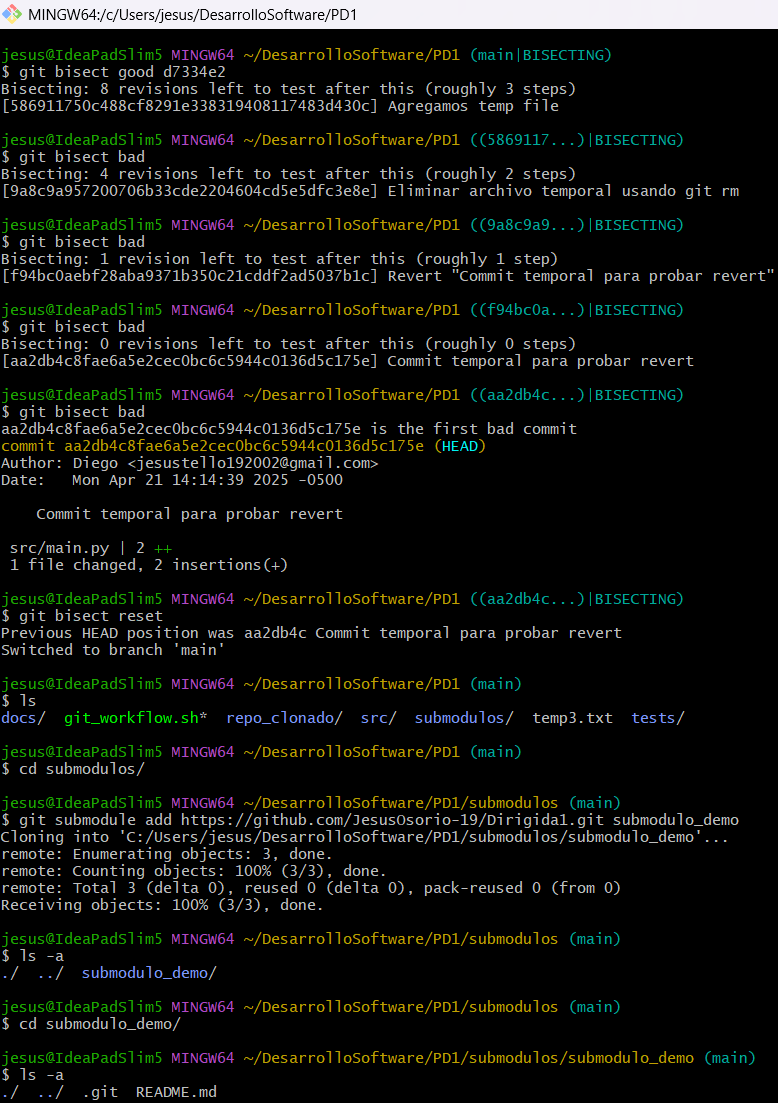 MINGW64:/c/Users/jesus/DesarrolloSoftware/PD1
jesus@IdeaPadSlim5 MINGW64 ~/DesarrolloSoftware/PD1 (main|BISECTING)
$ git bisect good d7334e2
Bisecting: 8 revisions left to test after this (roughly 3 steps)
[586911750c488cf8291e338319408117483d430c] Agregamos temp file
jesus@IdeaPadSlim5 MINGW64 ~/DesarrolloSoftware/PD1 ((5869117...)|BISECTING)
$ git bisect bad
Bisecting: 4 revisions left to test after this (roughly 2 steps)
[9a8c9a957200706b33cde2204604cd5e5dfc3e8e] Eliminar archivo temporal usando git rm
jesus@IdeaPadSlim5 MINGW64 ~/DesarrolloSoftware/PD1 ((9a8c9a9...)|BISECTING)
$ git bisect bad
Bisecting: 1 revision left to test after this (roughly 1 step)
[f94bc0aebf28aba9371b350c21cddf2ad5037b1c] Revert "Commit temporal para probar revert"
jesus@IdeaPadSlim5 MINGW64 ~/DesarrolloSoftware/PD1 ((f94bc0a...)|BISECTING)
$ git bisect bad
Bisecting: 0 revisions left to test after this (roughly 0 steps)
[aa2db4c8fae6a5e2cec0bc6c5944c0136d5c175e] Commit temporal para probar revert
jesus@IdeaPadSlim5 MINGW64 ~/DesarrolloSoftware/PD1 ((aa2db4c...)|BISECTING)
$ git bisect bad
aa2db4c8fae6a5e2cec0bc6c5944c0136d5c175e is the first bad commit
commit aa2db4c8fae6a5e2cec0bc6c5944c0136d5c175e (HEAD)
Author: Diego <jesustello192002@gmail.com>
Date:   Mon Apr 21 14:14:39 2025 -0500
    Commit temporal para probar revert
 src/main.py | 2 ++
 1 file changed, 2 insertions(+)
jesus@IdeaPadSlim5 MINGW64 ~/DesarrolloSoftware/PD1 ((aa2db4c...)|BISECTING)
$ git bisect reset
Previous HEAD position was aa2db4c Commit temporal para probar revert
Switched to branch 'main'
jesus@IdeaPadSlim5 MINGW64 ~/DesarrolloSoftware/PD1 (main)
$ ls
docs/  git_workflow.sh*  repo_clonado/  src/  submodulos/  temp3.txt  tests/
jesus@IdeaPadSlim5 MINGW64 ~/DesarrolloSoftware/PD1 (main)
$ cd submodulos/
jesus@IdeaPadSlim5 MINGW64 ~/DesarrolloSoftware/PD1/submodulos (main)
$ git submodule add https://github.com/JesusOsorio-19/Dirigida1.git submodulo_demo
Cloning into 'C:/Users/jesus/DesarrolloSoftware/PD1/submodulos/submodulo_demo'...
remote: Enumerating objects: 3, done.
remote: Counting objects: 100% (3/3), done.
remote: Total 3 (delta 0), reused 0 (delta 0), pack-reused 0 (from 0)
Receiving objects: 100% (3/3), done.
jesus@IdeaPadSlim5 MINGW64 ~/DesarrolloSoftware/PD1/submodulos (main)
$ ls -a
./  ../  submodulo_demo/
jesus@IdeaPadSlim5 MINGW64 ~/DesarrolloSoftware/PD1/submodulos (main)
$ cd submodulo_demo/
jesus@IdeaPadSlim5 MINGW64 ~/DesarrolloSoftware/PD1/submodulos/submodulo_demo (main)
$ ls -a
./  ../  .git  README.md